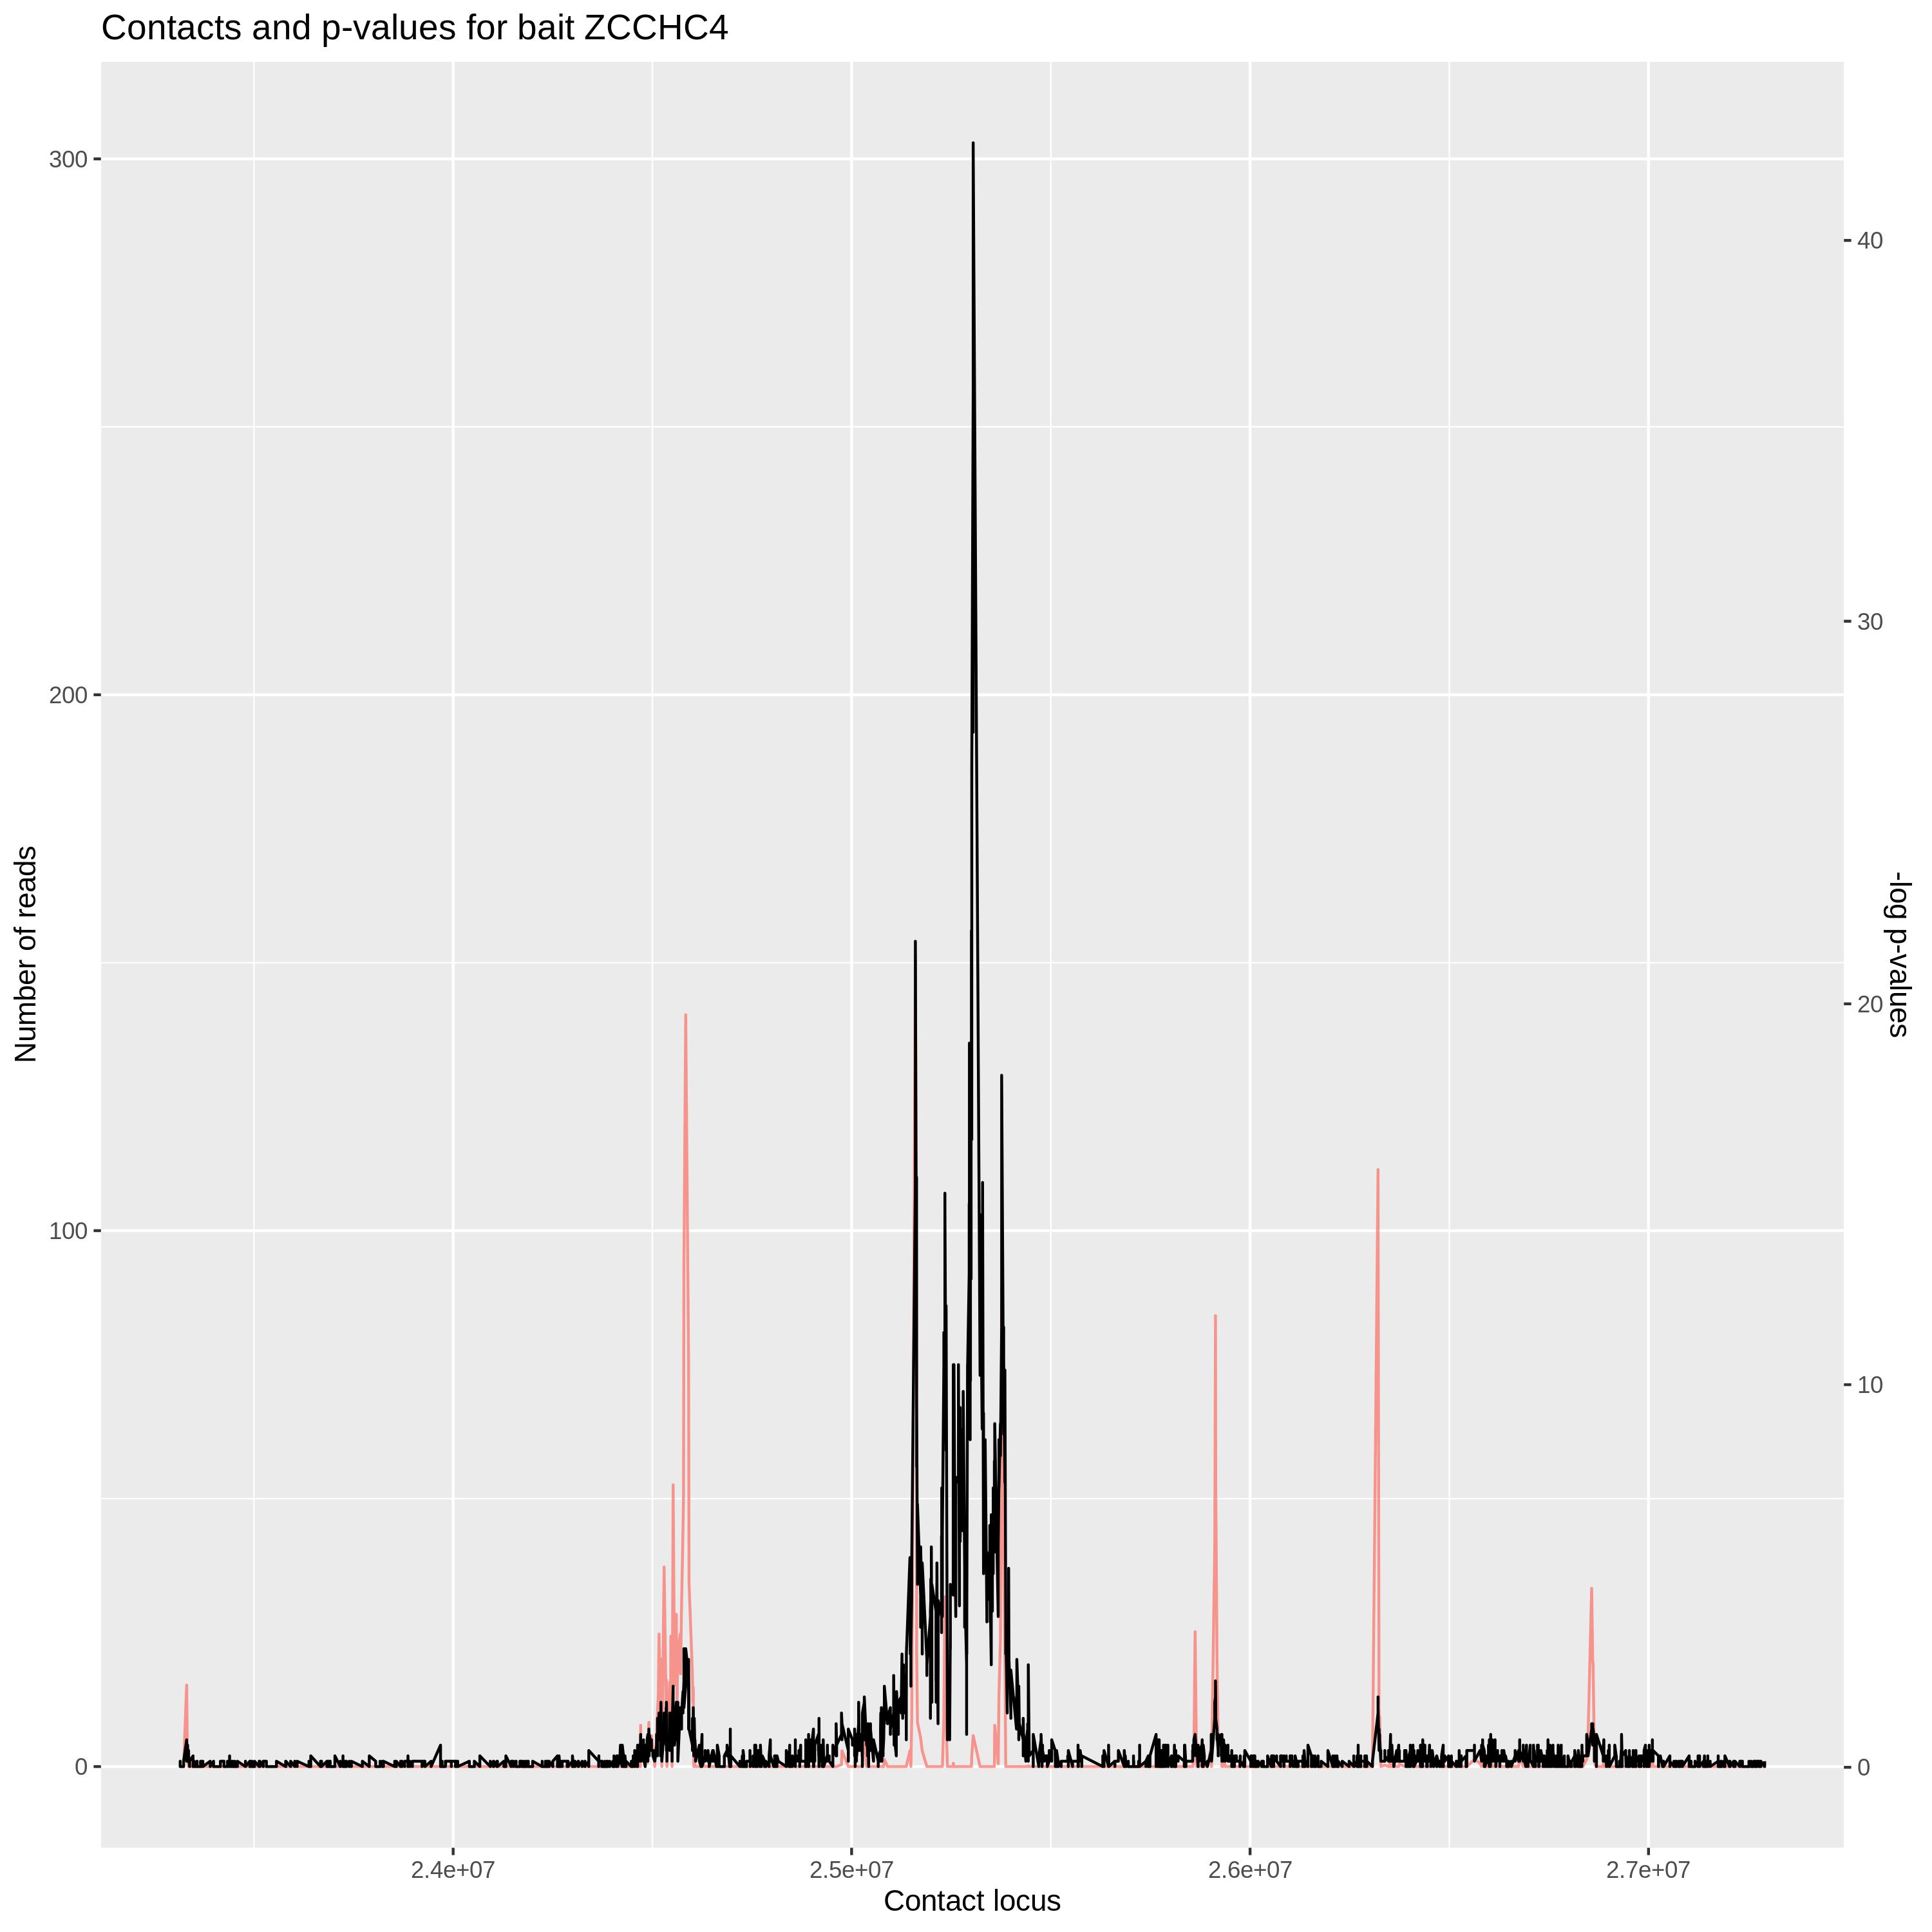 Contacts and p-values for bait ZCCHC4
300
200
100
0
Number of reads
40
30
20
10
0
-log p-values
2.4e+07
2.5e+07
2.6e+07
2.7e+07
Contact locus